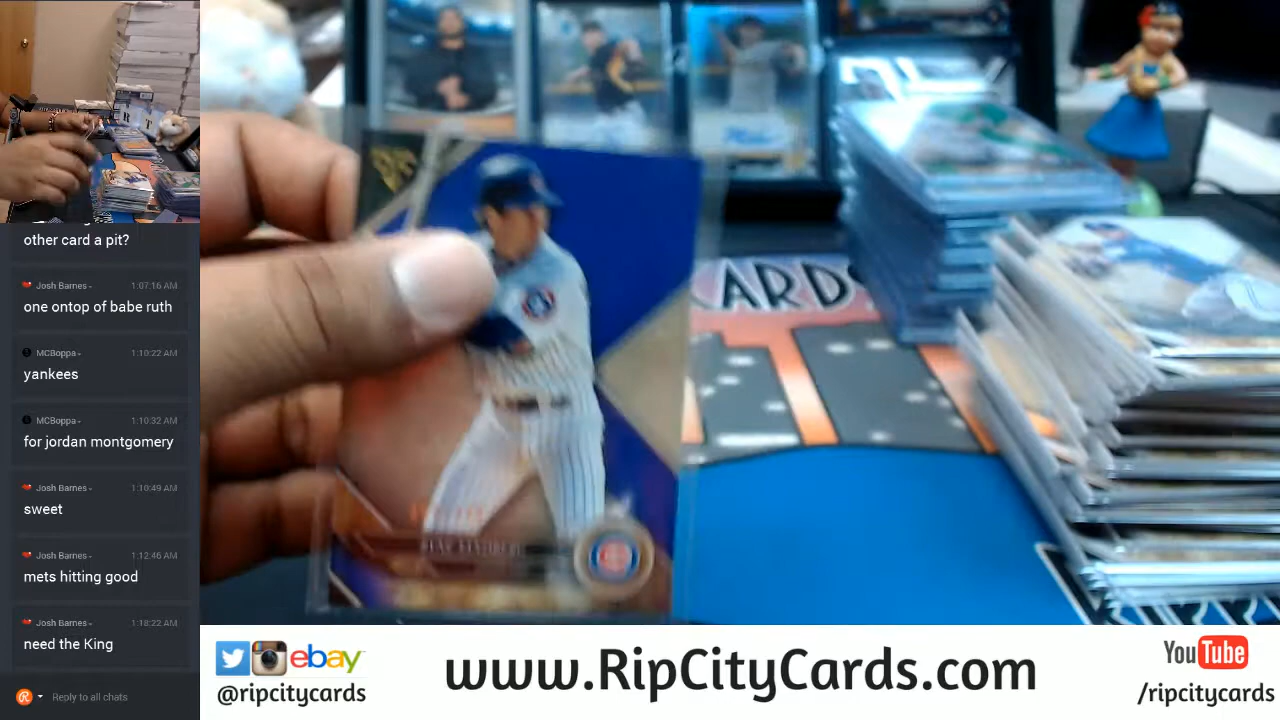 other card a pit?
Josh Barnes 1:07:16 AM
one ontop of babe ruth
MCBoppa 1:10:22 AM
yankees
MCBoppa 1:10:32 AM
for jordan montgomery
Josh Barnes 1:10:49 AM
sweet
Josh Barnes 1:12:46 AM
mets hitting good
Josh Barnes 1:18:22 AM
need the King
Reply to all chats
CARDS
ebay
@ripcitycards
www.RipCityCards.com
YouTube
/ripcitycards